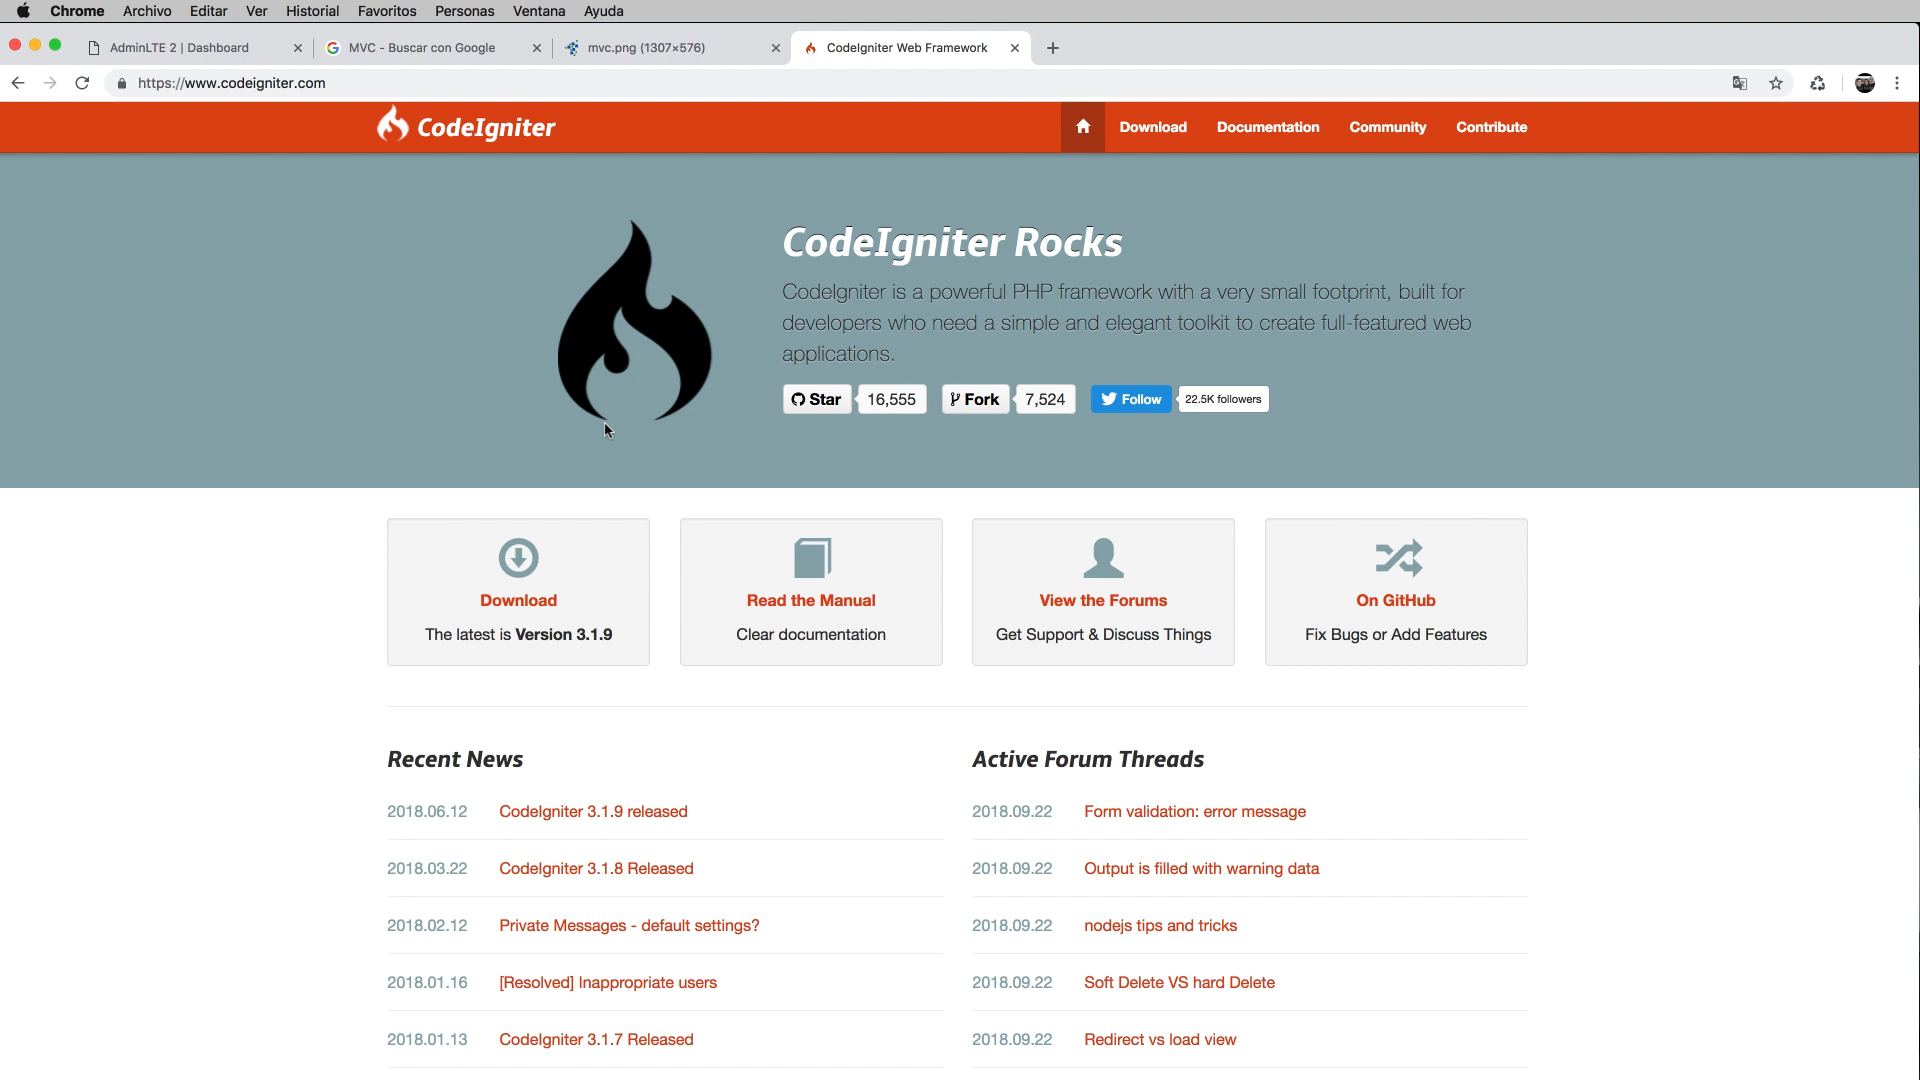 Chrome Archivo Editar Ver Historial Favoritos Personas Ventana Ayuda
AdminLTE 2 | Dashboard
MVC - Buscar con Google
mvc.png (1307×576)
CodeIgniter Web Framework
https://www.codeigniter.com
CodeIgniter
Download Documentation Community Contribute
CodeIgniter Rocks
CodeIgniter is a powerful PHP framework with a very small footprint, built for
developers who need a simple and elegant toolkit to create full-featured web
applications.
Star 16,555 Fork 7,524 Follow 22.5K followers
Download
The latest is Version 3.1.9
Read the Manual
Clear documentation
View the Forums
Get Support & Discuss Things
On GitHub
Fix Bugs or Add Features
Recent News
2018.06.12 CodeIgniter 3.1.9 released
2018.03.22 CodeIgniter 3.1.8 Released
2018.02.12 Private Messages - default settings?
2018.01.16 [Resolved] Inappropriate users
2018.01.13 CodeIgniter 3.1.7 Released
Active Forum Threads
2018.09.22 Form validation: error message
2018.09.22 Output is filled with warning data
2018.09.22 nodejs tips and tricks
2018.09.22 Soft Delete VS hard Delete
2018.09.22 Redirect vs load view